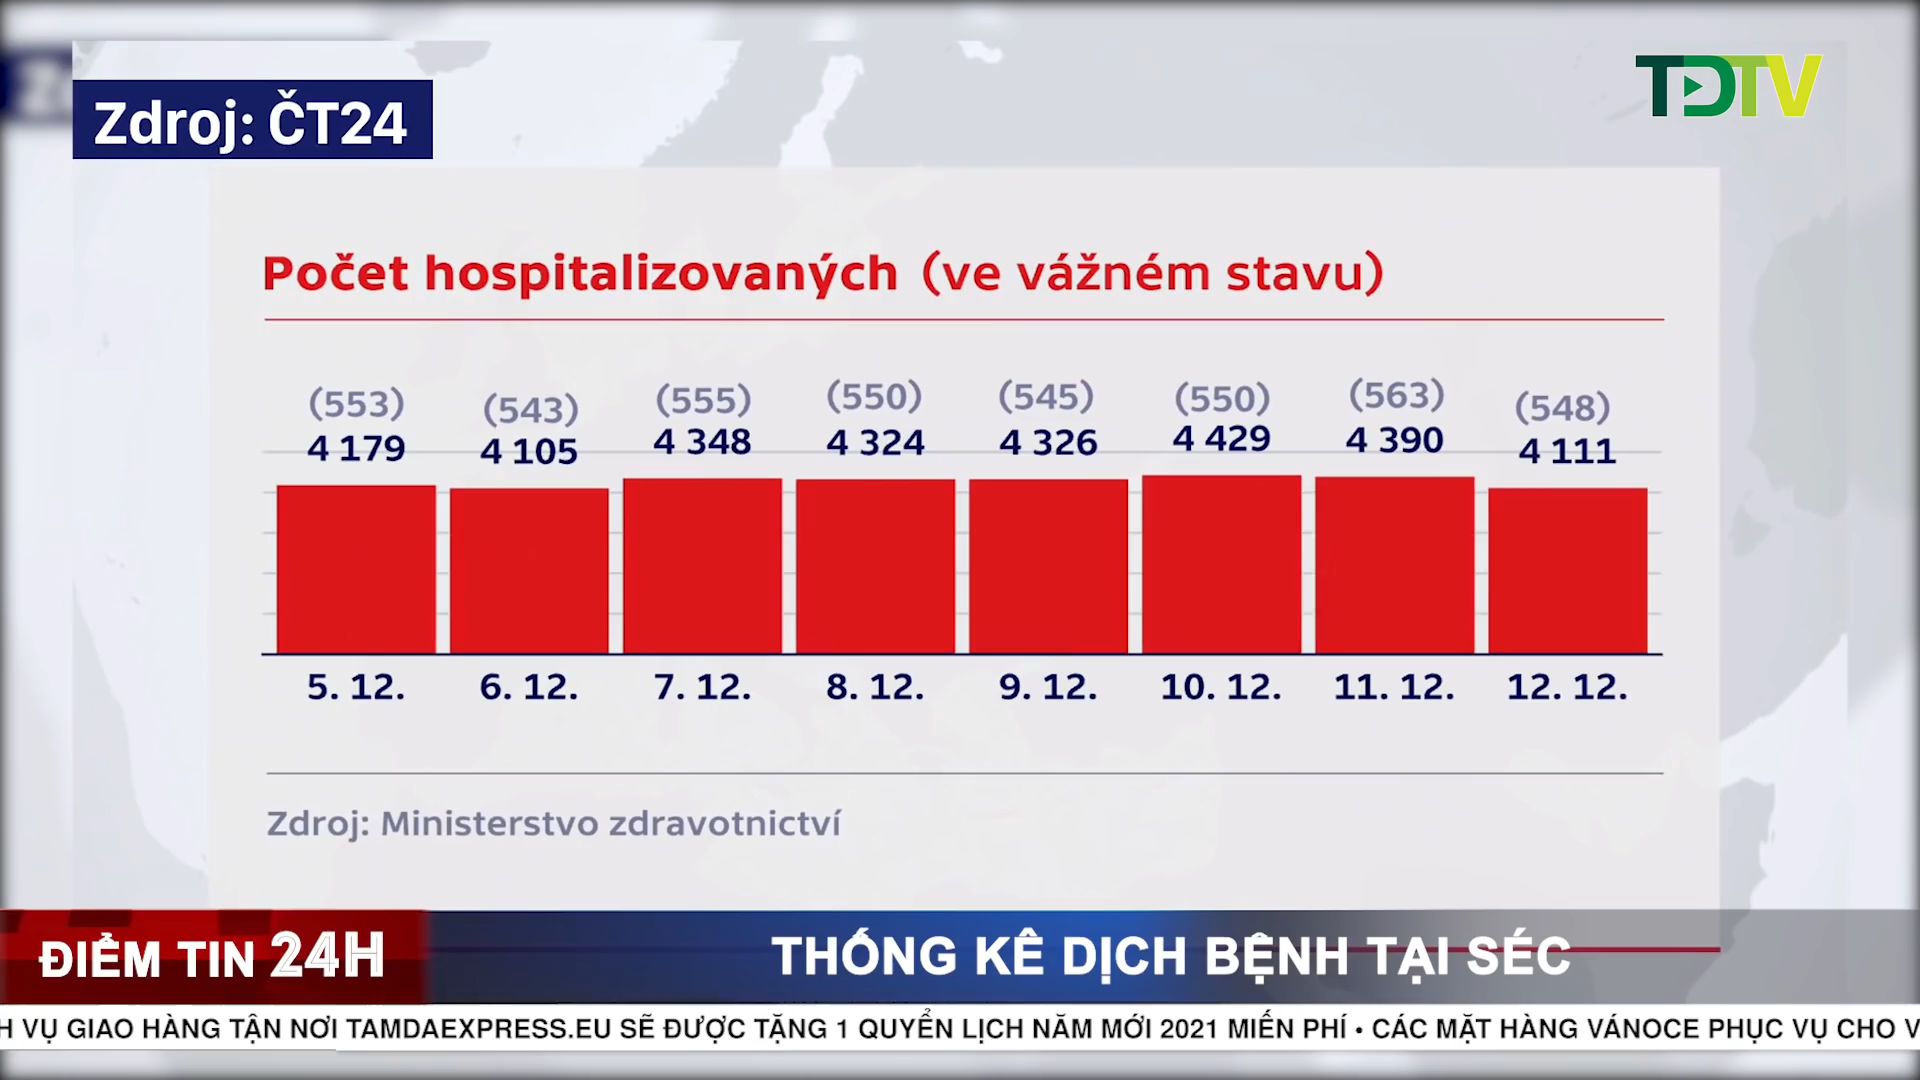 Zdroj: ČT24
TDTV
Počet hospitalizovaných (ve vážném stavu)
(553) (543) (555) (550) (545) (550) (563) (548)
4 179 4 105 4 348 4 324 4 326 4 429 4 390 4 111
5. 12. 6. 12. 7. 12. 8. 12. 9. 12. 10. 12. 11. 12. 12. 12.
Zdroj: Ministerstvo zdravotnictví
ĐIỂM TIN 24H
THỐNG KÊ DỊCH BỆNH TẠI SÉC
VỤ GIAO HÀNG TẬN NƠI TAMDAEXPRESS.EU SẼ ĐƯỢC TẶNG 1 QUYỂN LỊCH NĂM MỚI 2021 MIỄN PHÍ • CÁC MẶT HÀNG VÁNOCE PHỤC VỤ CHO